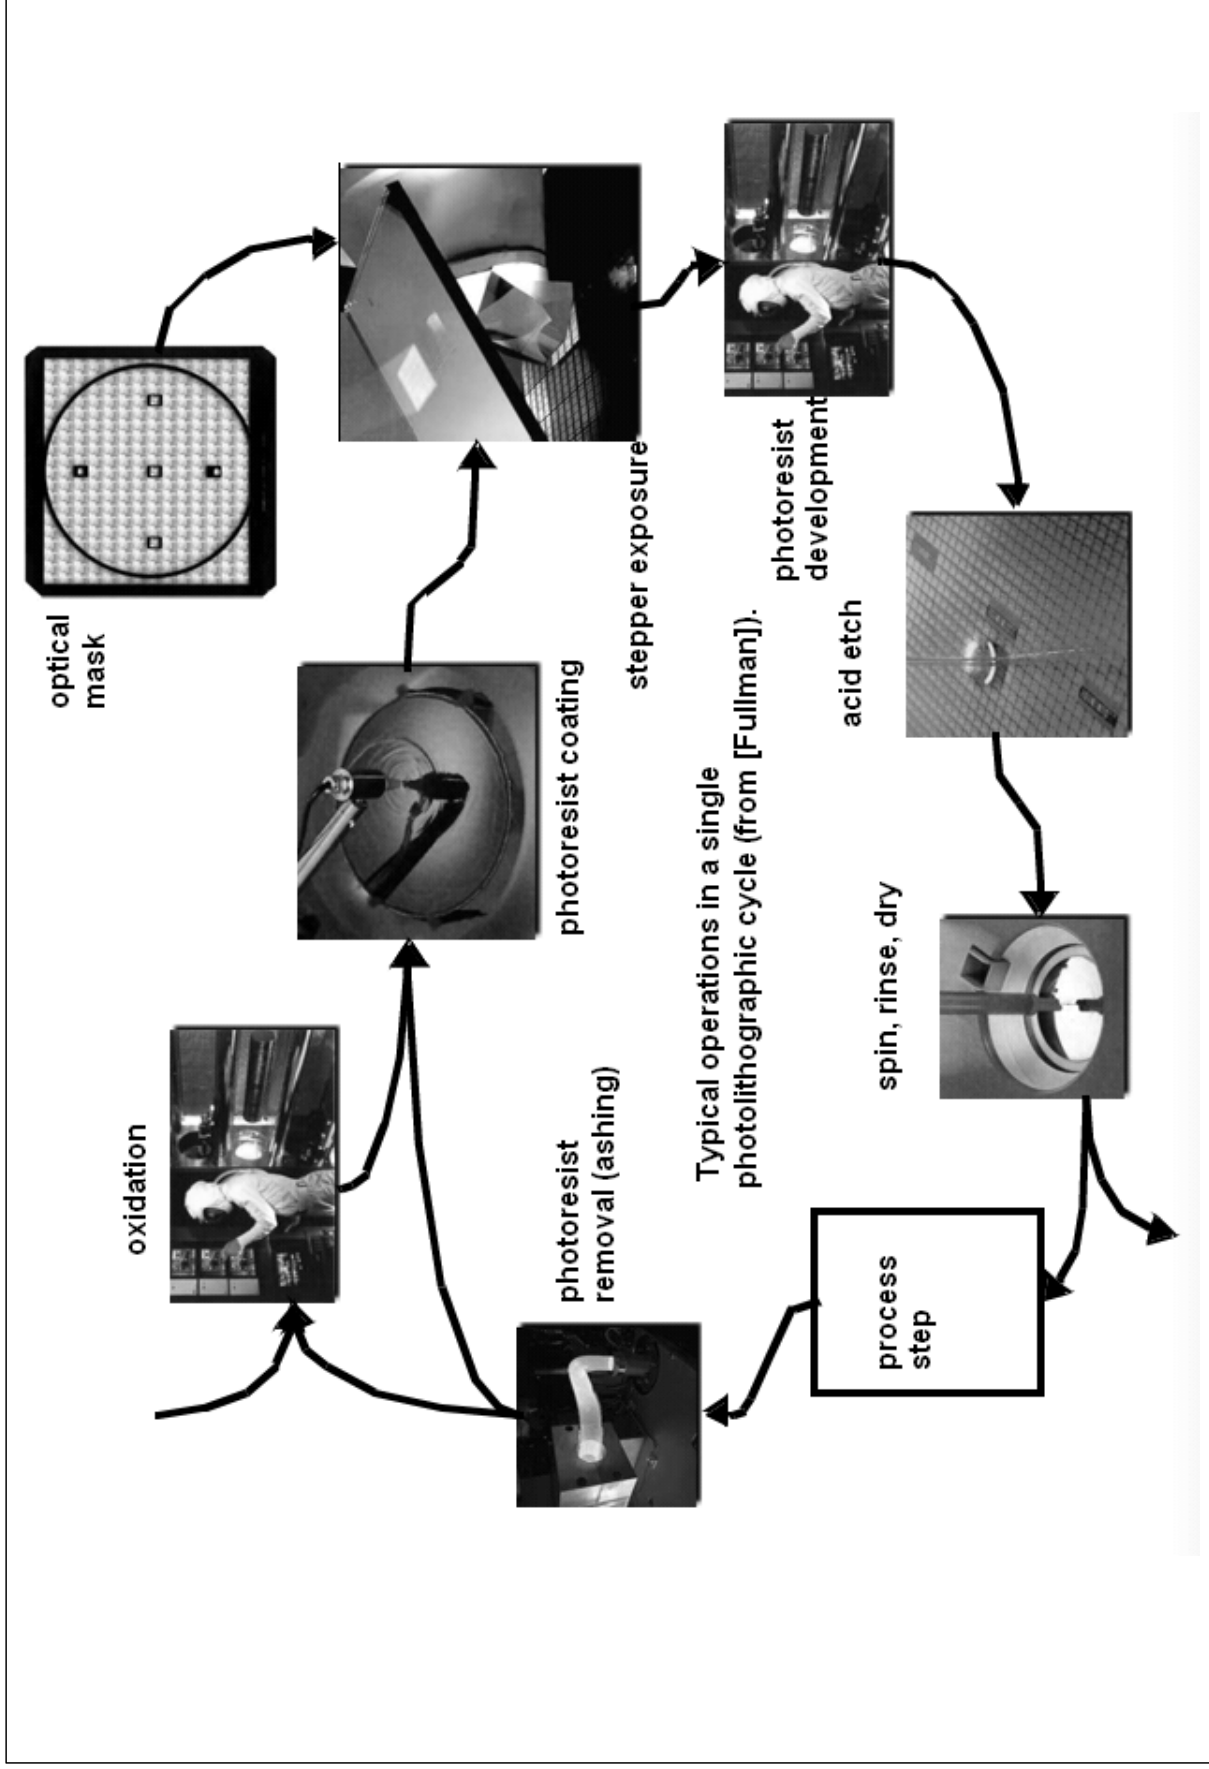 optical
mask
oxidation
photoresist coating
stepper exposure
photoresist
removal (ashing)
Typical operations in a single
photolithographic cycle (from [Fullman]).
photoresist
development
acid etch
process
step
spin, rinse, dry